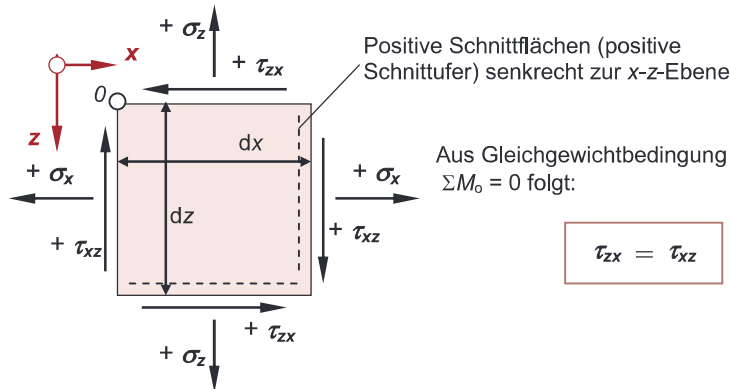 + σz
+ τzx
Positive Schnittflächen (positive
Schnittufer) senkrecht zur x-z-Ebene
x
0
z
dx
+ σx
+ σx
Aus Gleichgewichtbedingung
ΣMo = 0 folgt:
dz
+ τxz
+ τxz
τzx = τxz
+ τzx
+ σz